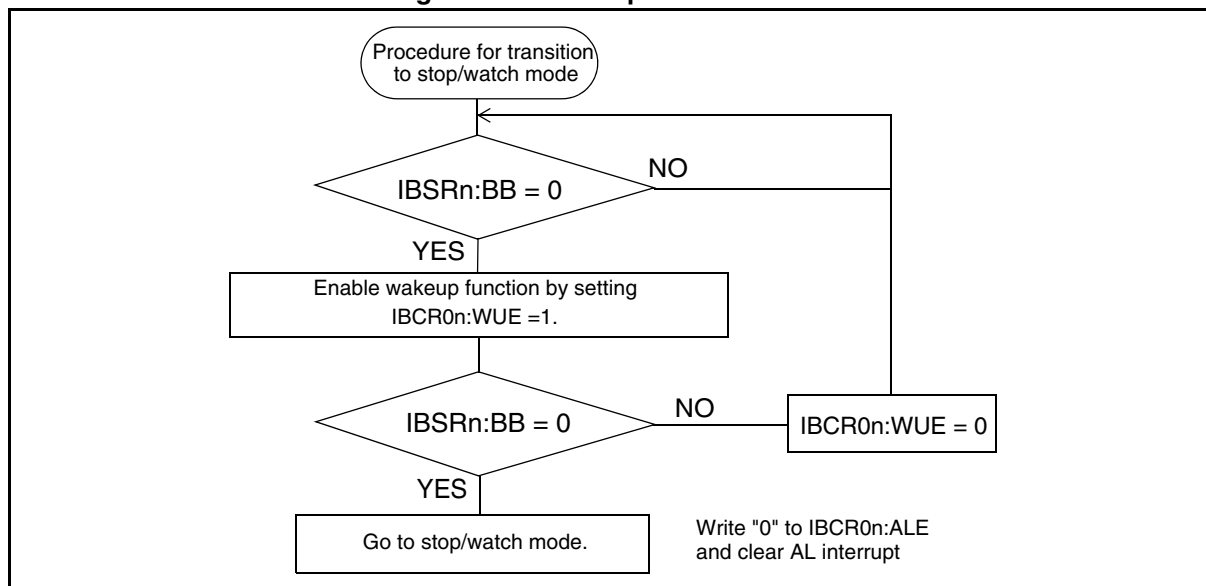 Procedure for transition
to stop/watch mode
IBSRn:BB = 0
NO
YES
Enable wakeup function by setting
IBCR0n:WUE =1.
IBSRn:BB = 0
NO
IBCR0n:WUE = 0
YES
Go to stop/watch mode.
Write "0" to IBCR0n:ALE
and clear AL interrupt